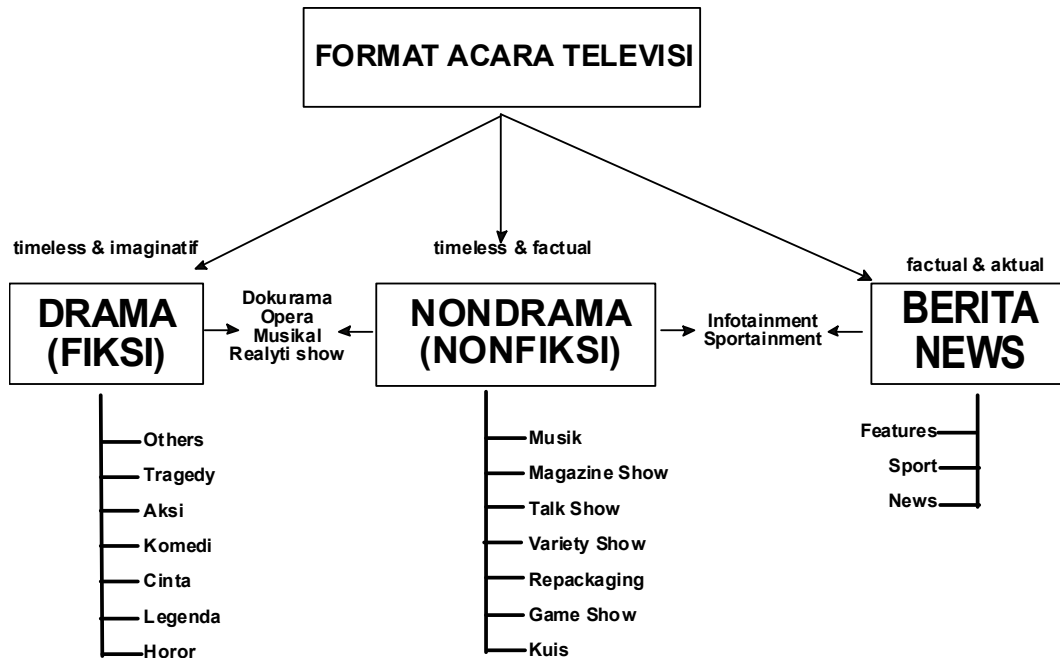 FORMAT ACARA TELEVISI
timeless & imaginatif
timeless & factual
factual & aktual
DRAMA
(FIKSI)
Dokurama
Opera
Musikal
Realyti show
NONDRAMA
(NONFIKSI)
Infotainment
Sportainment
BERITA
NEWS
Others
Tragedy
Aksi
Komedi
Cinta
Legenda
Horor
Musik
Magazine Show
Talk Show
Variety Show
Repackaging
Game Show
Kuis
Features
Sport
News